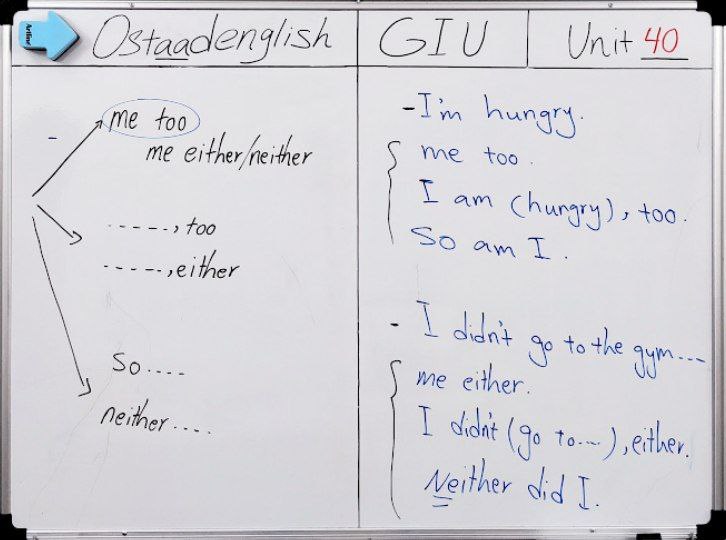 Artline
Ostaadenglish
GIU
Unit 40
me too
me either/neither
-----, too
-----, either
So....
neither....
-I'm hungry.
me too.
I am (hungry), too.
So am I.
- I didn't go to the gym...
me either.
I didn't (go to....), either.
Neither did I.